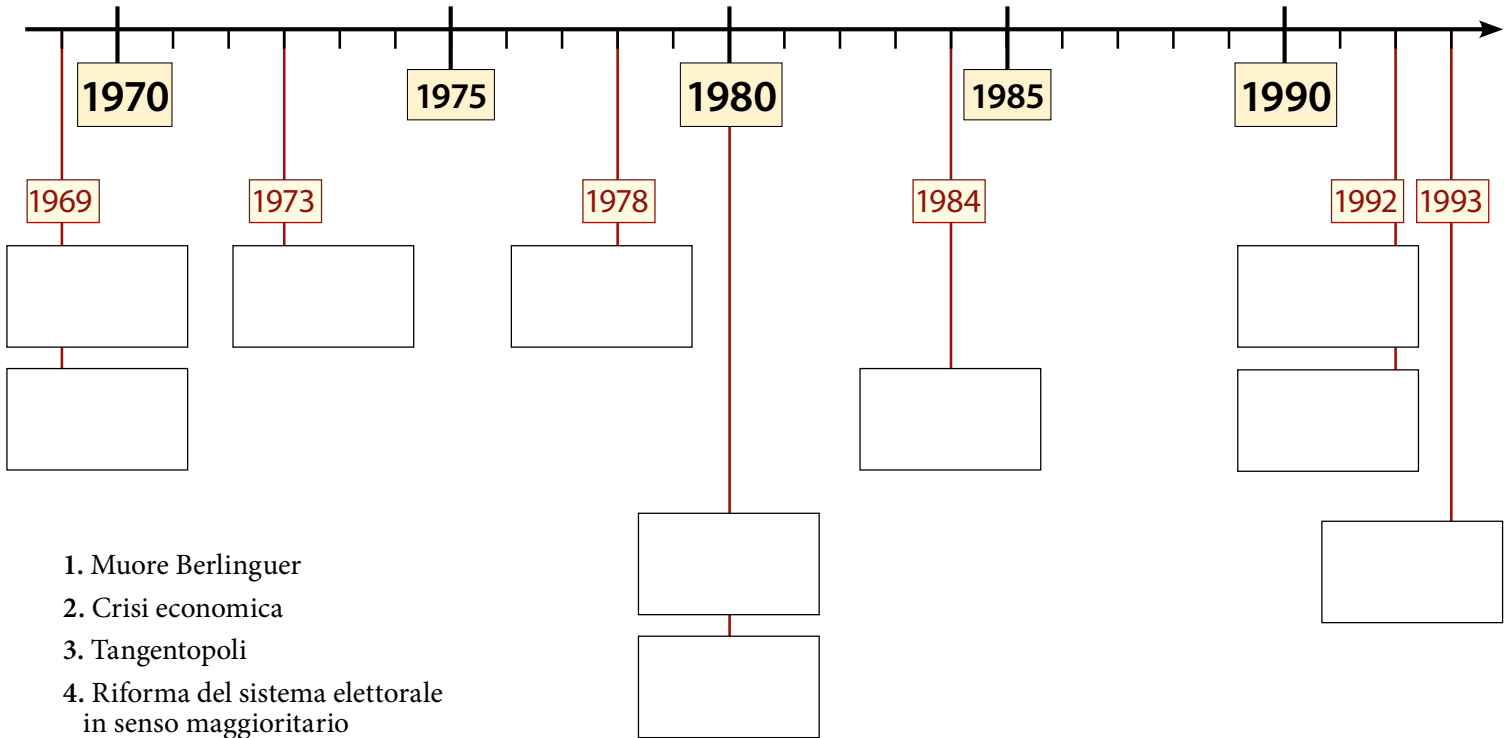 1970
1975
1980
1985
1990
1969
1973
1978
1984
1992
1993
1. Muore Berlinguer
2. Crisi economica
3. Tangentopoli
4. Riforma del sistema elettorale
in senso maggioritario